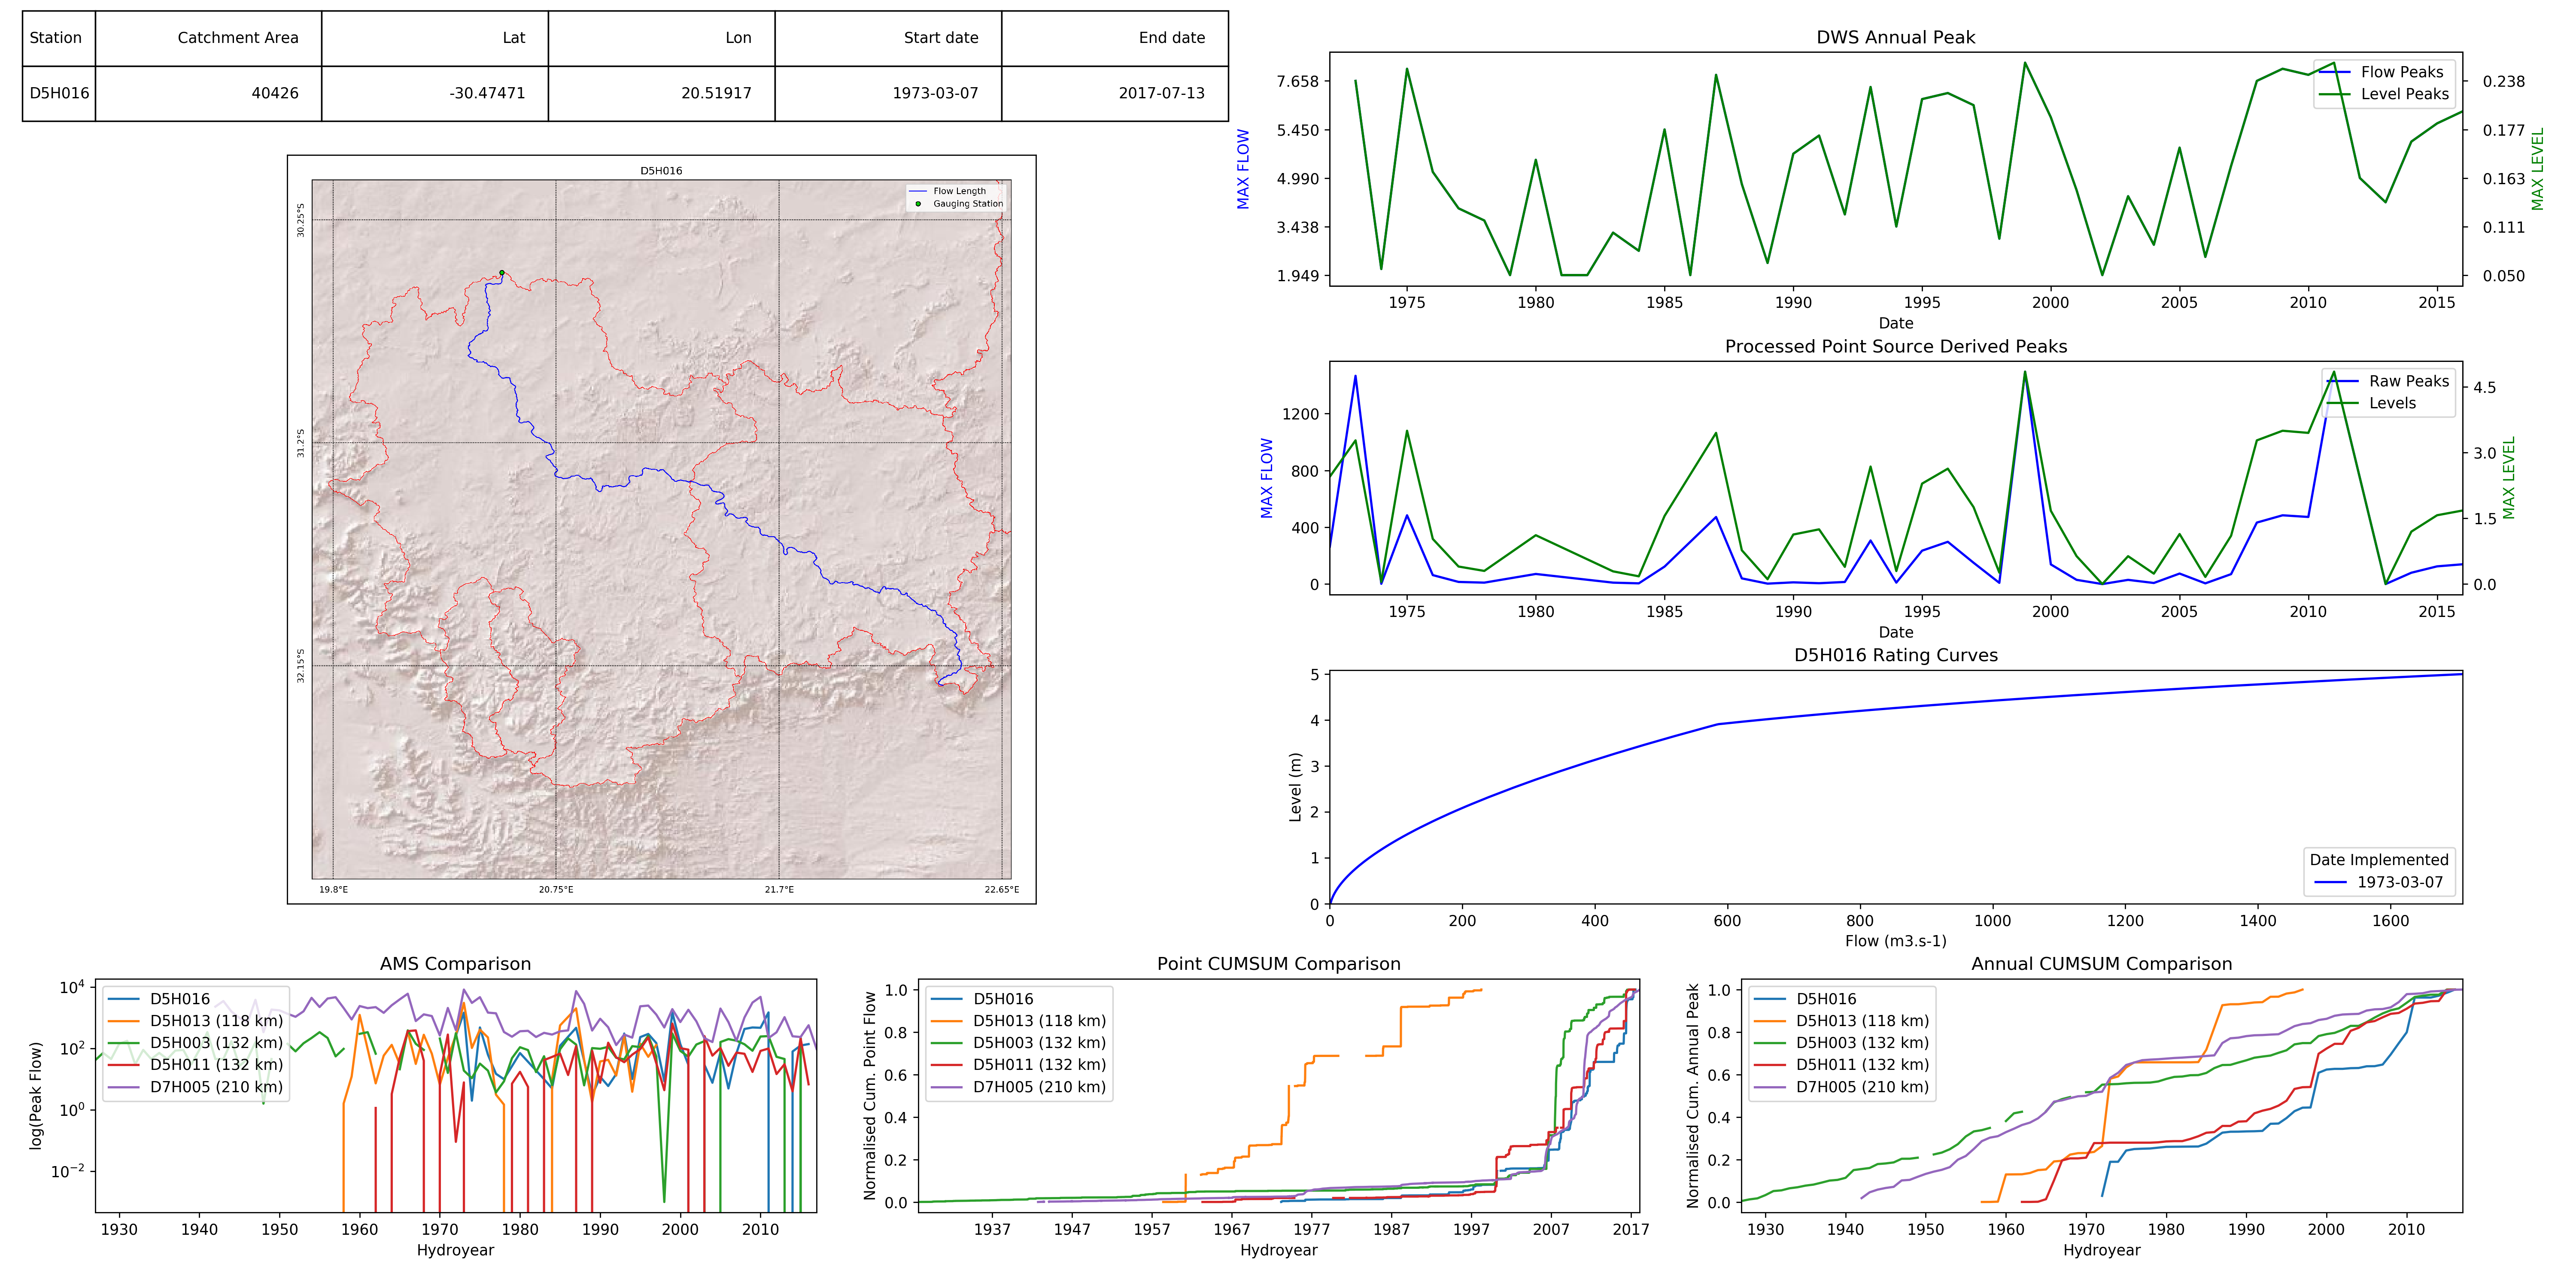 Station Catchment Area Lat Lon Start date End date
D5H016 40426 -30.47471 20.51917 1973-03-07 2017-07-13
D5H016
Flow Length
Gauging Station
30.25°S
31.2°S
32.15°S
19.8°E 20.75°E 21.7°E 22.65°E
DWS Annual Peak
MAX FLOW
7.658
5.450
4.990
3.438
1.949
Flow Peaks
Level Peaks
0.238
0.177
0.163
0.111
0.050
MAX LEVEL
1975 1980 1985 1990 1995 2000 2005 2010 2015
Date
Processed Point Source Derived Peaks
MAX FLOW
1200
800
400
0
Raw Peaks
Levels
4.5
3.0
1.5
0.0
MAX LEVEL
1975 1980 1985 1990 1995 2000 2005 2010 2015
Date
D5H016 Rating Curves
Level (m)
5
4
3
2
1
0
Date Implemented
1973-03-07
0 200 400 600 800 1000 1200 1400 1600
Flow (m3.s-1)
AMS Comparison
log(Peak Flow)
10⁴
10²
10⁰
10⁻²
D5H016
D5H013 (118 km)
D5H003 (132 km)
D5H011 (132 km)
D7H005 (210 km)
1930 1940 1950 1960 1970 1980 1990 2000 2010
Hydroyear
Point CUMSUM Comparison
Normalised Cum. Point Flow
1.0
0.8
0.6
0.4
0.2
0.0
D5H016
D5H013 (118 km)
D5H003 (132 km)
D5H011 (132 km)
D7H005 (210 km)
1937 1947 1957 1967 1977 1987 1997 2007 2017
Hydroyear
Annual CUMSUM Comparison
Normalised Cum. Annual Peak
1.0
0.8
0.6
0.4
0.2
0.0
D5H016
D5H013 (118 km)
D5H003 (132 km)
D5H011 (132 km)
D7H005 (210 km)
1930 1940 1950 1960 1970 1980 1990 2000 2010
Hydroyear